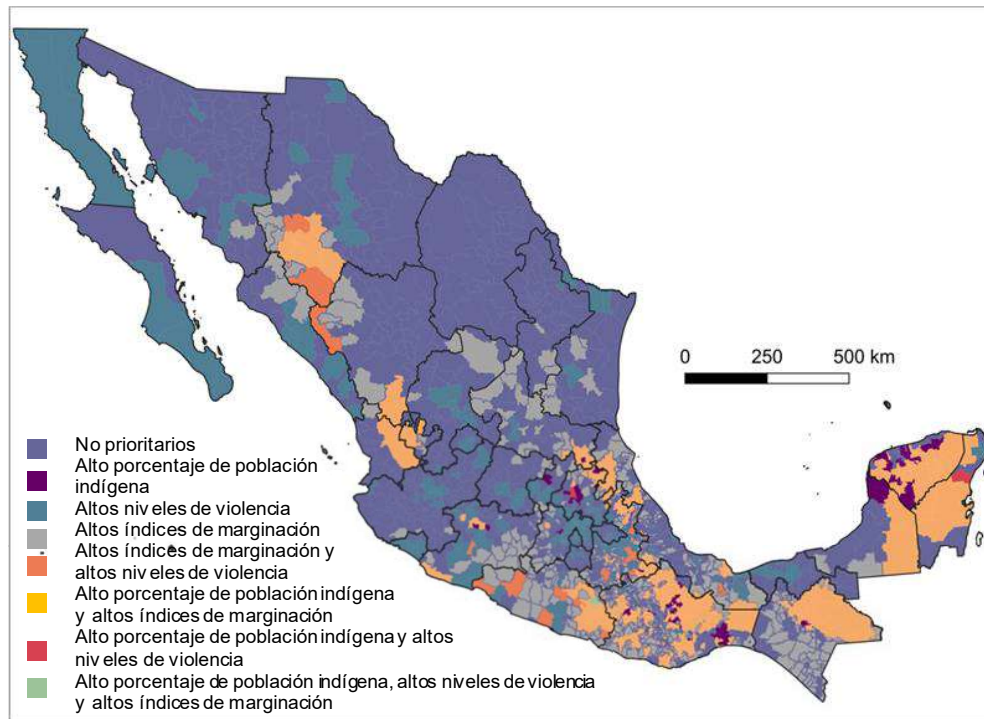 0 250 500 km
No prioritarios
Alto porcentaje de población
indígena
Altos niveles de violencia
Altos índices de marginación
Altos índices de marginación y
altos niveles de violencia
Alto porcentaje de población indígena
y altos índices de marginación
Alto porcentaje de población indígena y altos
niveles de violencia
Alto porcentaje de población indígena, altos niveles de violencia
y altos índices de marginación